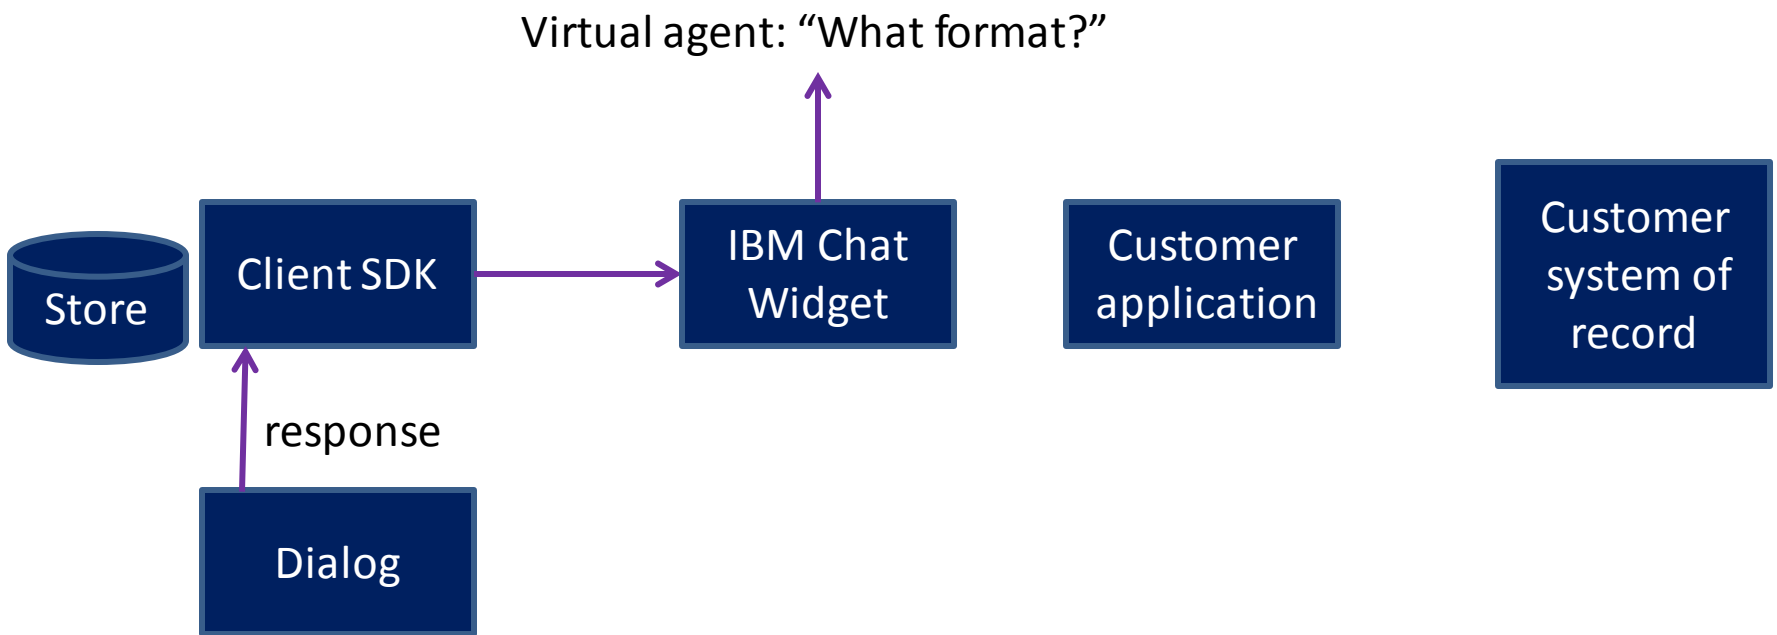 Virtual agent: “What format?”
Store
Client SDK
IBM Chat
Widget
Customer
application
Customer
system of
record
response
Dialog